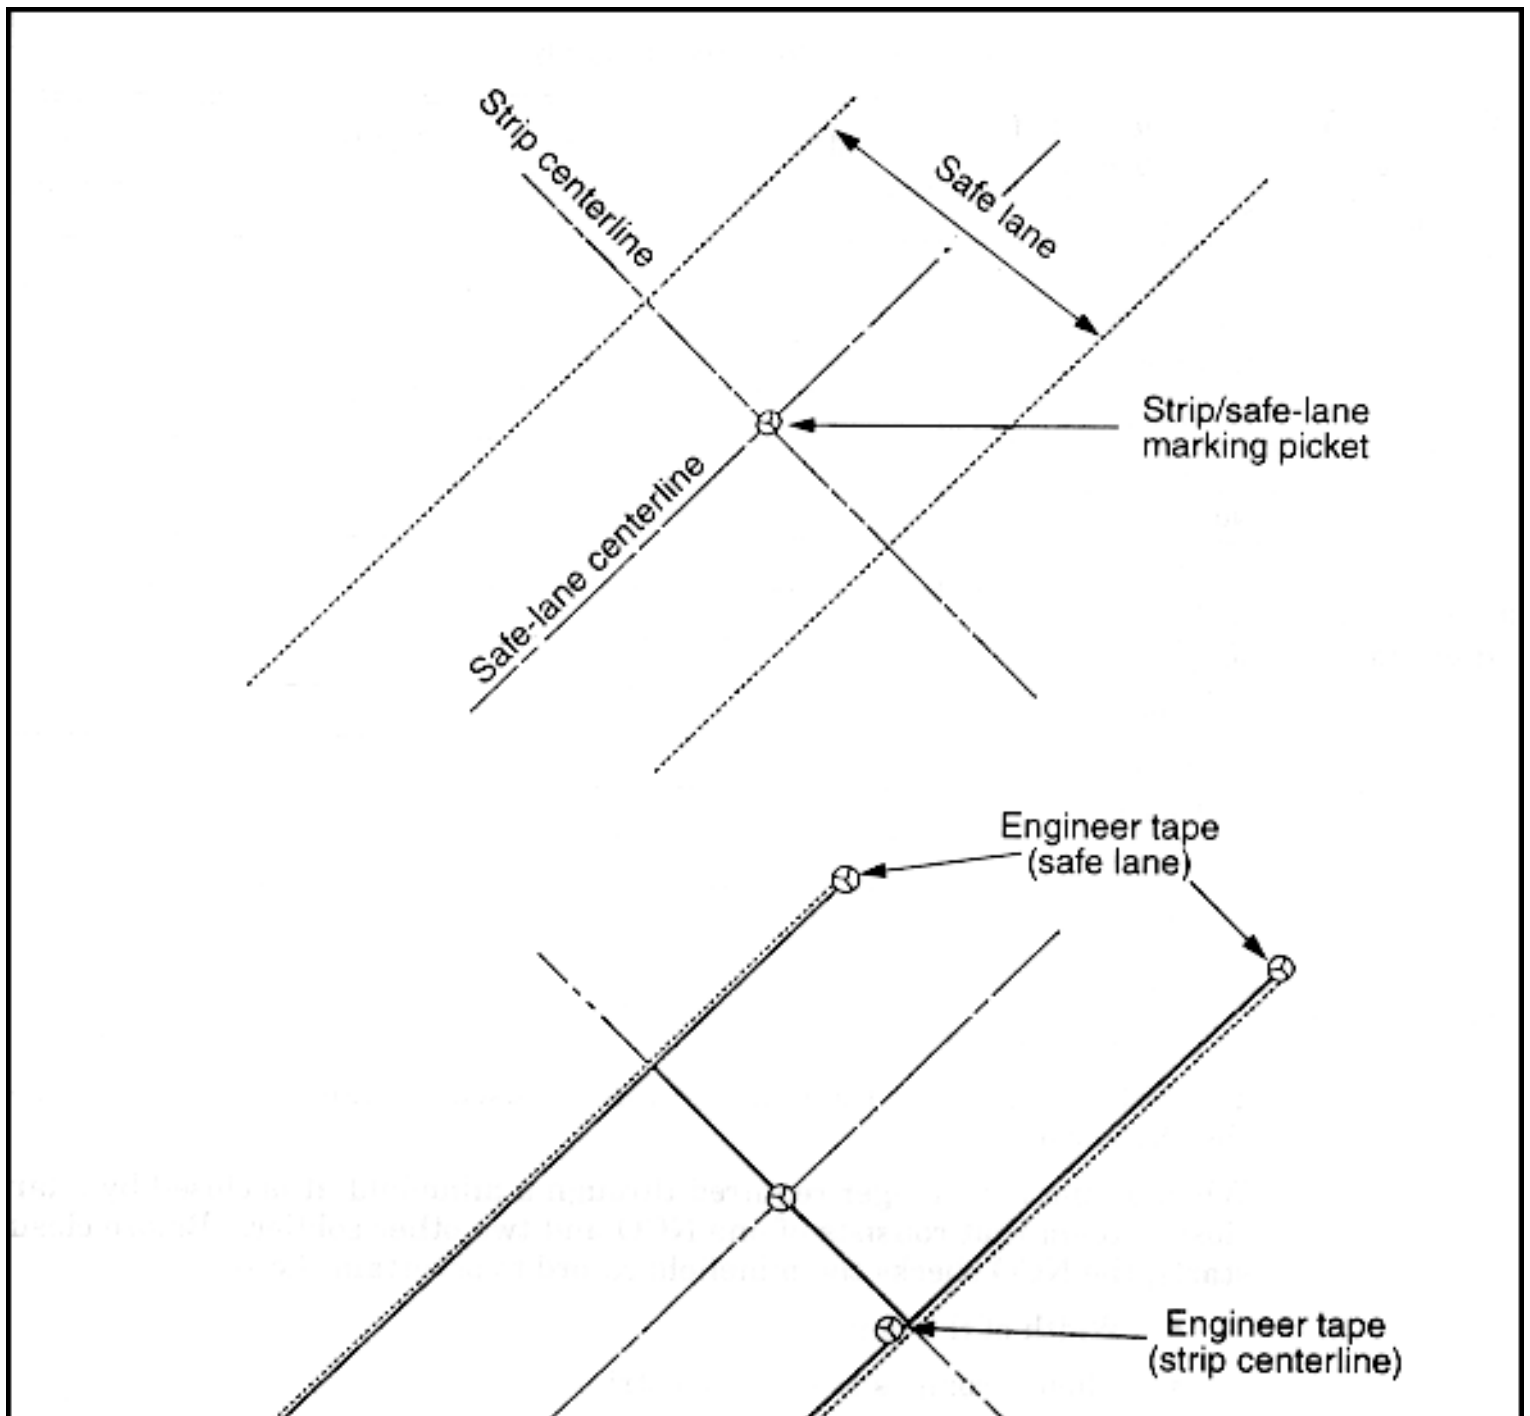 Strip centerline
Safe lane
Strip/safe-lane
marking picket
Safe-lane centerline
Engineer tape
(safe lane)
Engineer tape
(strip centerline)